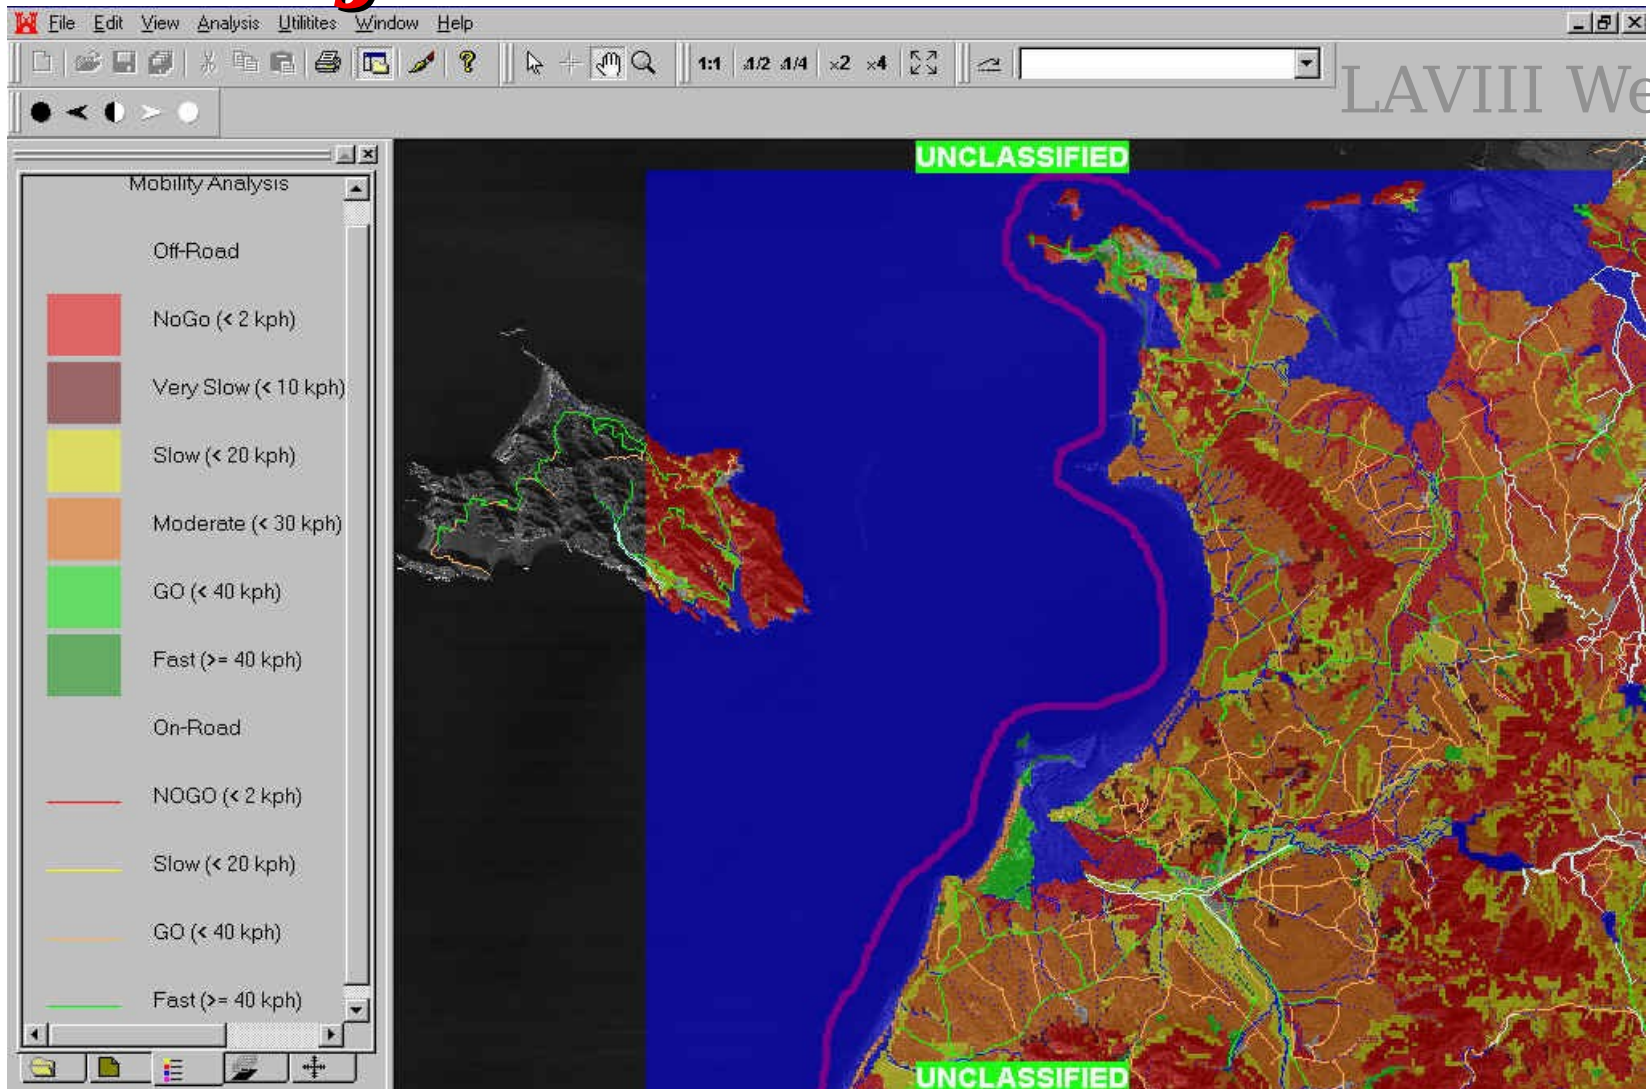 File Edit View Analysis Utilitites Window Help
1:1 1/2 1/4 x2 x4
LAVIII We
UNCLASSIFIED
Mobility Analysis
Off-Road
NoGo (< 2 kph)
Very Slow (< 10 kph)
Slow (< 20 kph)
Moderate (< 30 kph)
GO (< 40 kph)
Fast (>= 40 kph)
On-Road
NOGO (< 2 kph)
Slow (< 20 kph)
GO (< 40 kph)
Fast (>= 40 kph)
UNCLASSIFIED